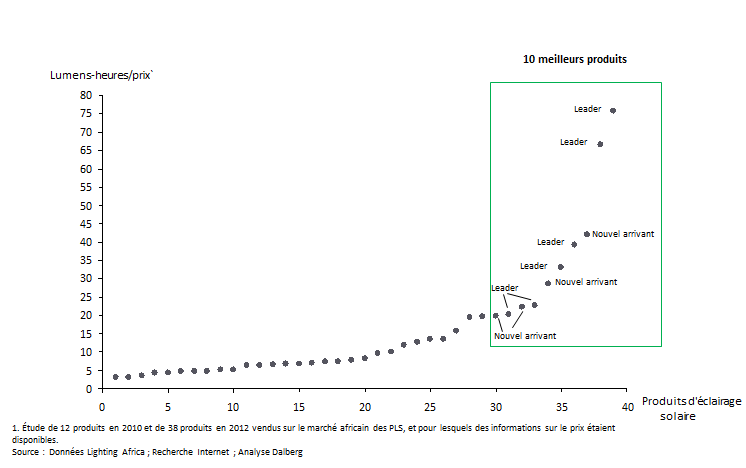 10 meilleurs produits
Lumens-heures/prix`
80
75
70
65
60
55
50
45
40
35
30
25
20
15
10
5
0
Leader
Leader
Nouvel arrivant
Leader
Leader
Nouvel arrivant
Leader
Nouvel arrivant
0 5 10 15 20 25 30 35 40
Produits d'éclairage
solaire
1. Étude de 12 produits en 2010 et de 38 produits en 2012 vendus sur le marché africain des PLS, et pour lesquels des informations sur le prix étaient
disponibles.
Source : Données Lighting Africa ; Recherche Internet ; Analyse Dalberg